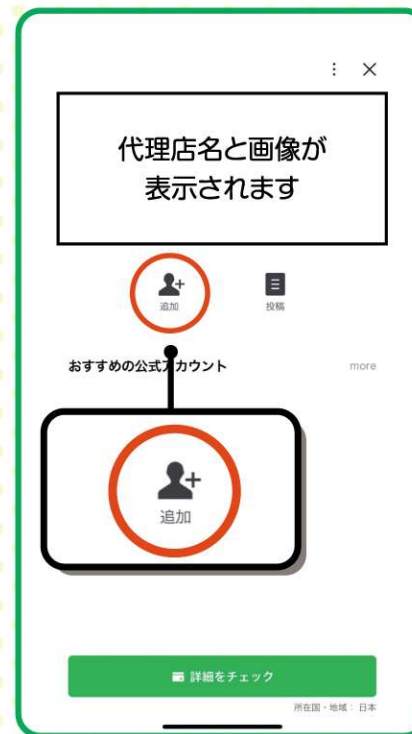 代理店名と画像が
表示されます
追加
投稿
おすすめの公式アカウント
more
追加
詳細をチェック
所在国・地域： 日本